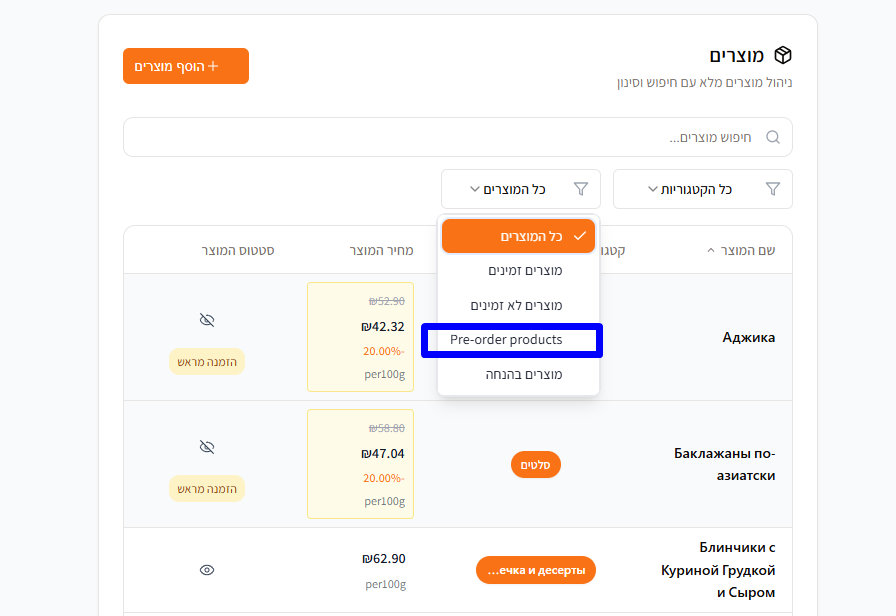 מוצרים
ניהול מוצרים מלא עם חיפוש וסינון
הוסף מוצרים +
חיפוש מוצרים...
כל הקטגוריות
כל המוצרים
כל המוצרים
מוצרים זמינים
מוצרים לא זמינים
Pre-order products
מוצרים בהנחה
שם המוצר
מחיר המוצר
סטטוס המוצר
Аджика
₪52.90
₪42.32
20.00%-
per100g
הזמנה מראש
Баклажаны по-
азиатски
סלטים
₪58.80
₪47.04
20.00%-
per100g
הזמנה מראש
Блинчики с
Куриной Грудкой
и Сыром
ечка и десерты...
₪62.90
per100g